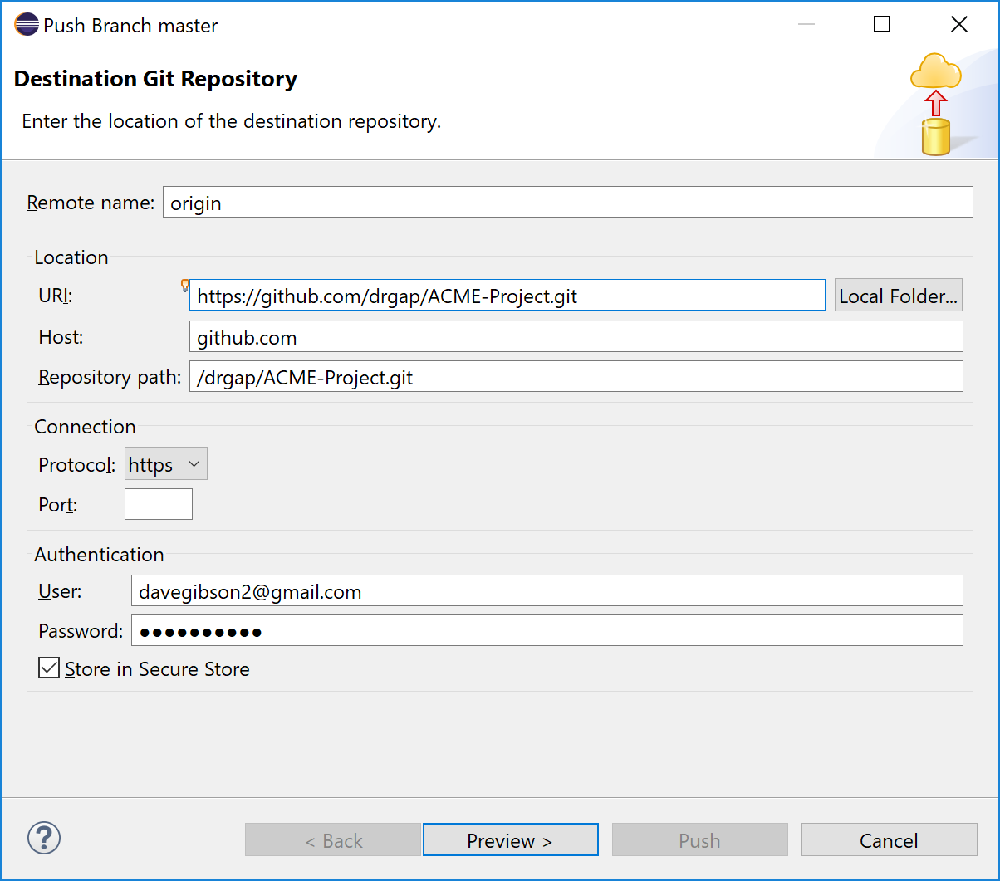 Push Branch master
Destination Git Repository
Enter the location of the destination repository.
Remote name: origin
Location
URI: https://github.com/drgap/ACME-Project.git Local Folder...
Host: github.com
Repository path: /drgap/ACME-Project.git
Connection
Protocol: https
Port:
Authentication
User: davegibson2@gmail.com
Password: ●●●●●●●●●●
Store in Secure Store
? < Back Preview > Push Cancel